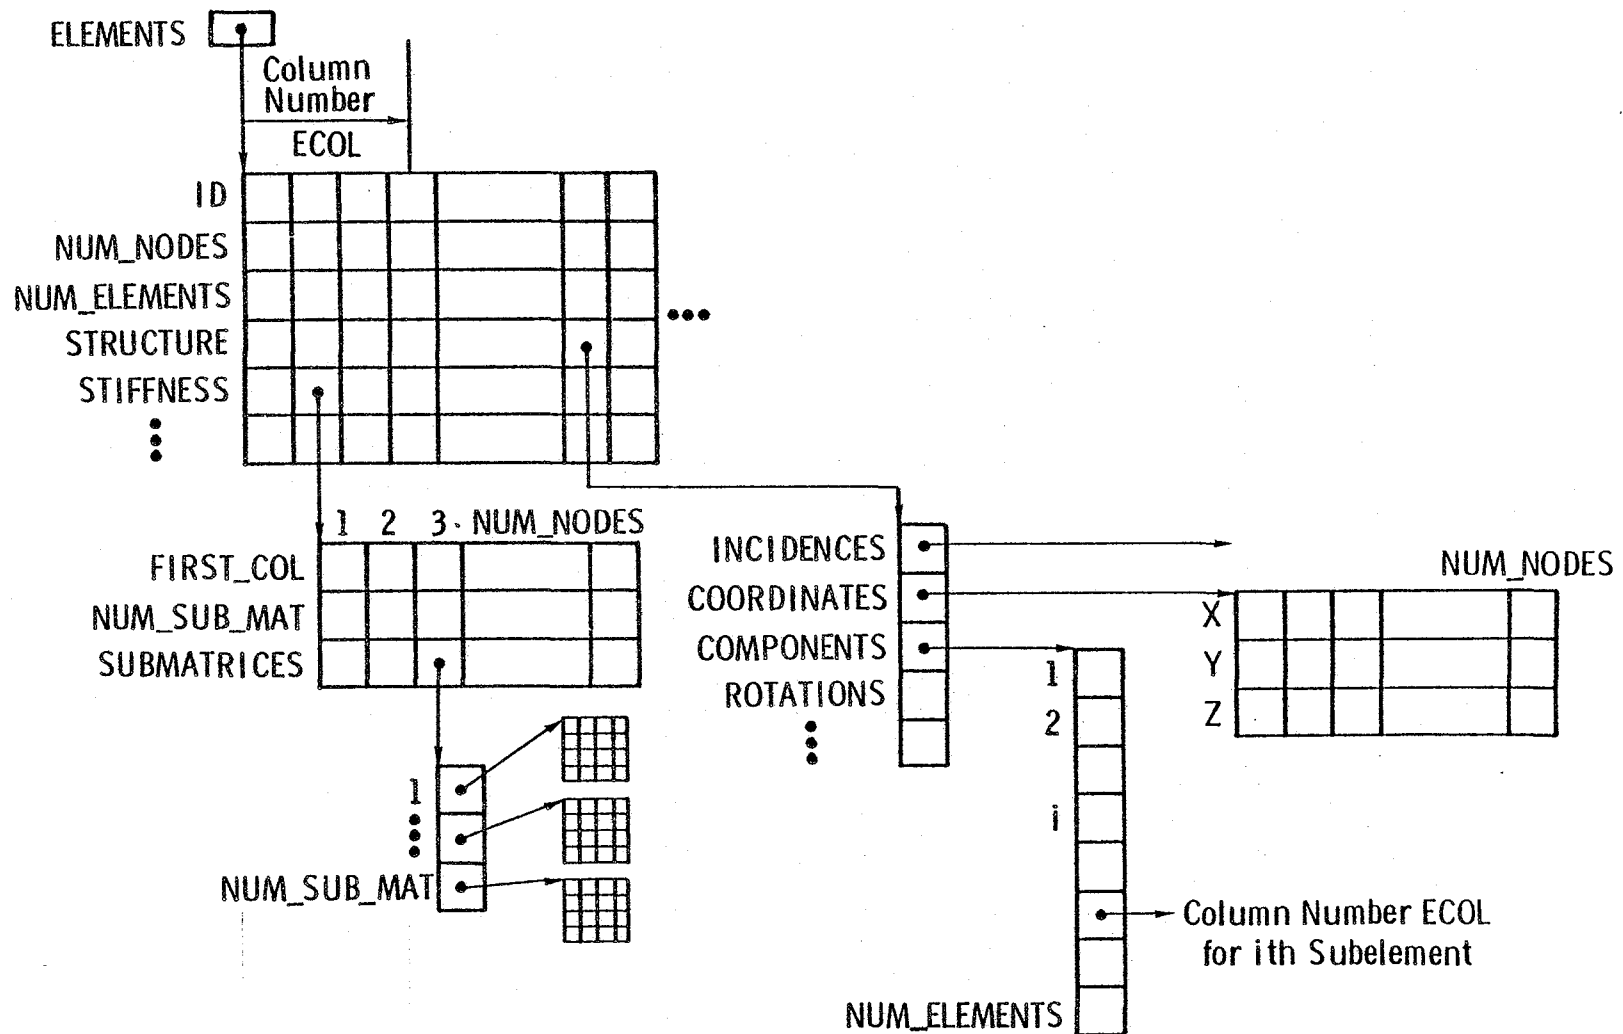 ELEMENTS
Column
Number
ECOL
ID
NUM_NODES
NUM_ELEMENTS
STRUCTURE
STIFFNESS
1 2 3 NUM_NODES
FIRST_COL
NUM_SUB_MAT
SUBMATRICES
1
NUM_SUB_MAT
INCIDENCES
COORDINATES
COMPONENTS
ROTATIONS
NUM_NODES
X
Y
Z
1
2
i
Column Number ECOL
for ith Subelement
NUM_ELEMENTS